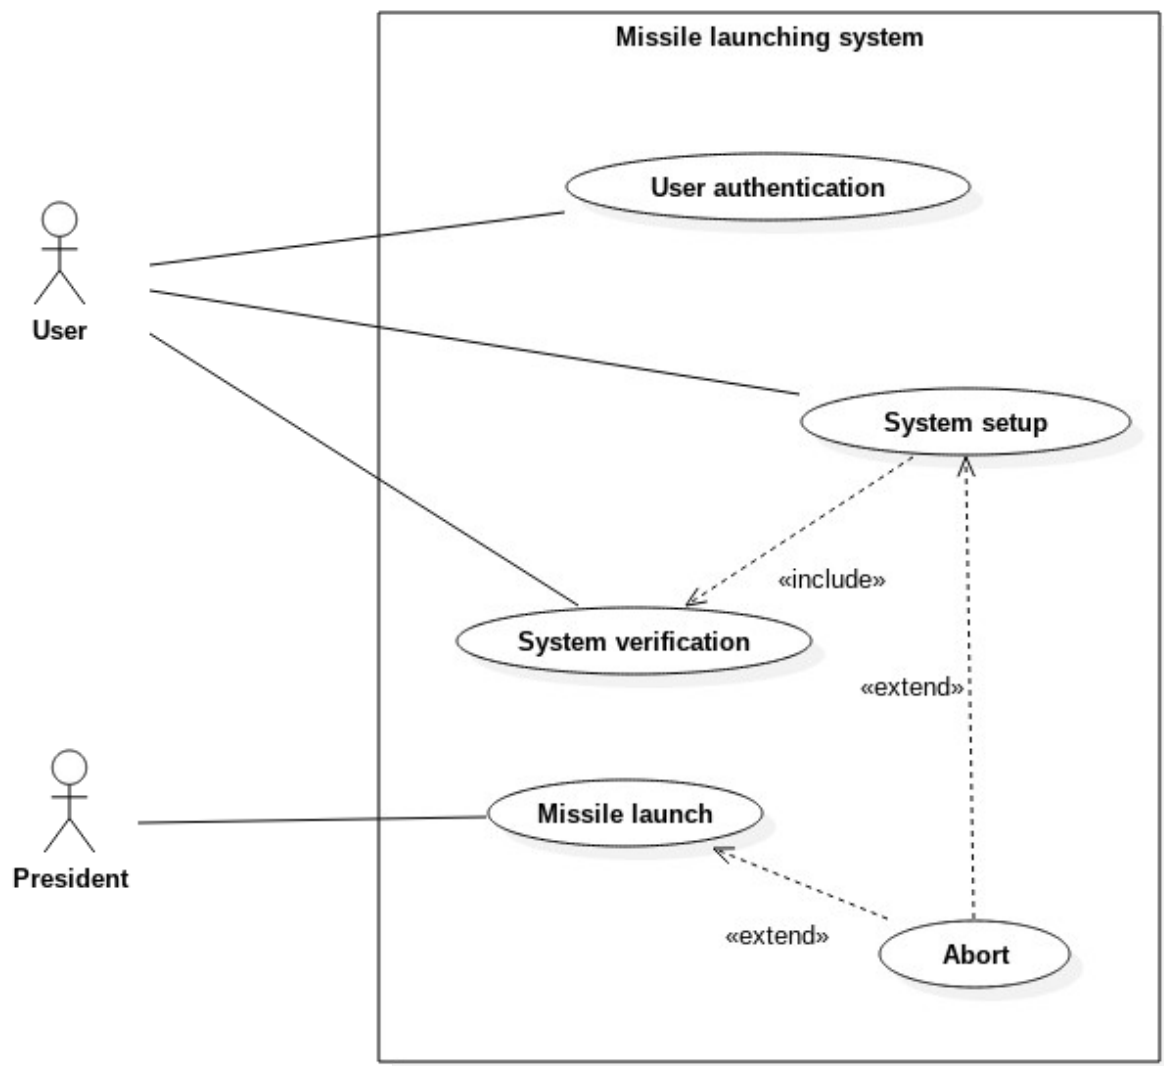 Missile launching system
User authentication
User
System setup
«include»
System verification
«extend»
Missile launch
President
«extend»
Abort